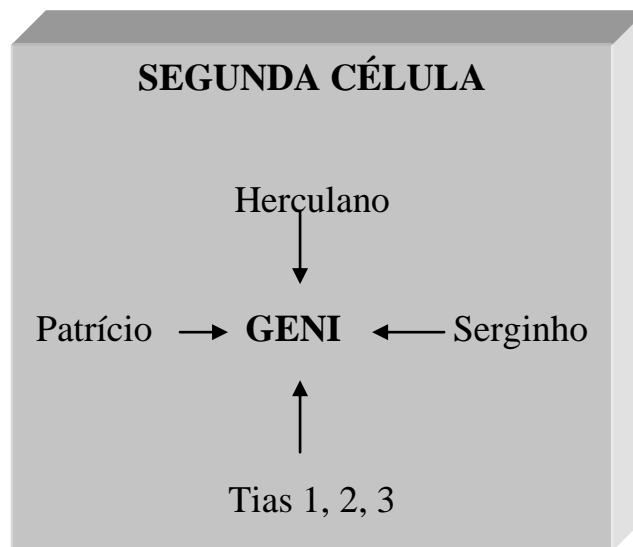 SEGUNDA CÉLULA
Herculano
Patrício GENI Serginho
Tias 1, 2, 3